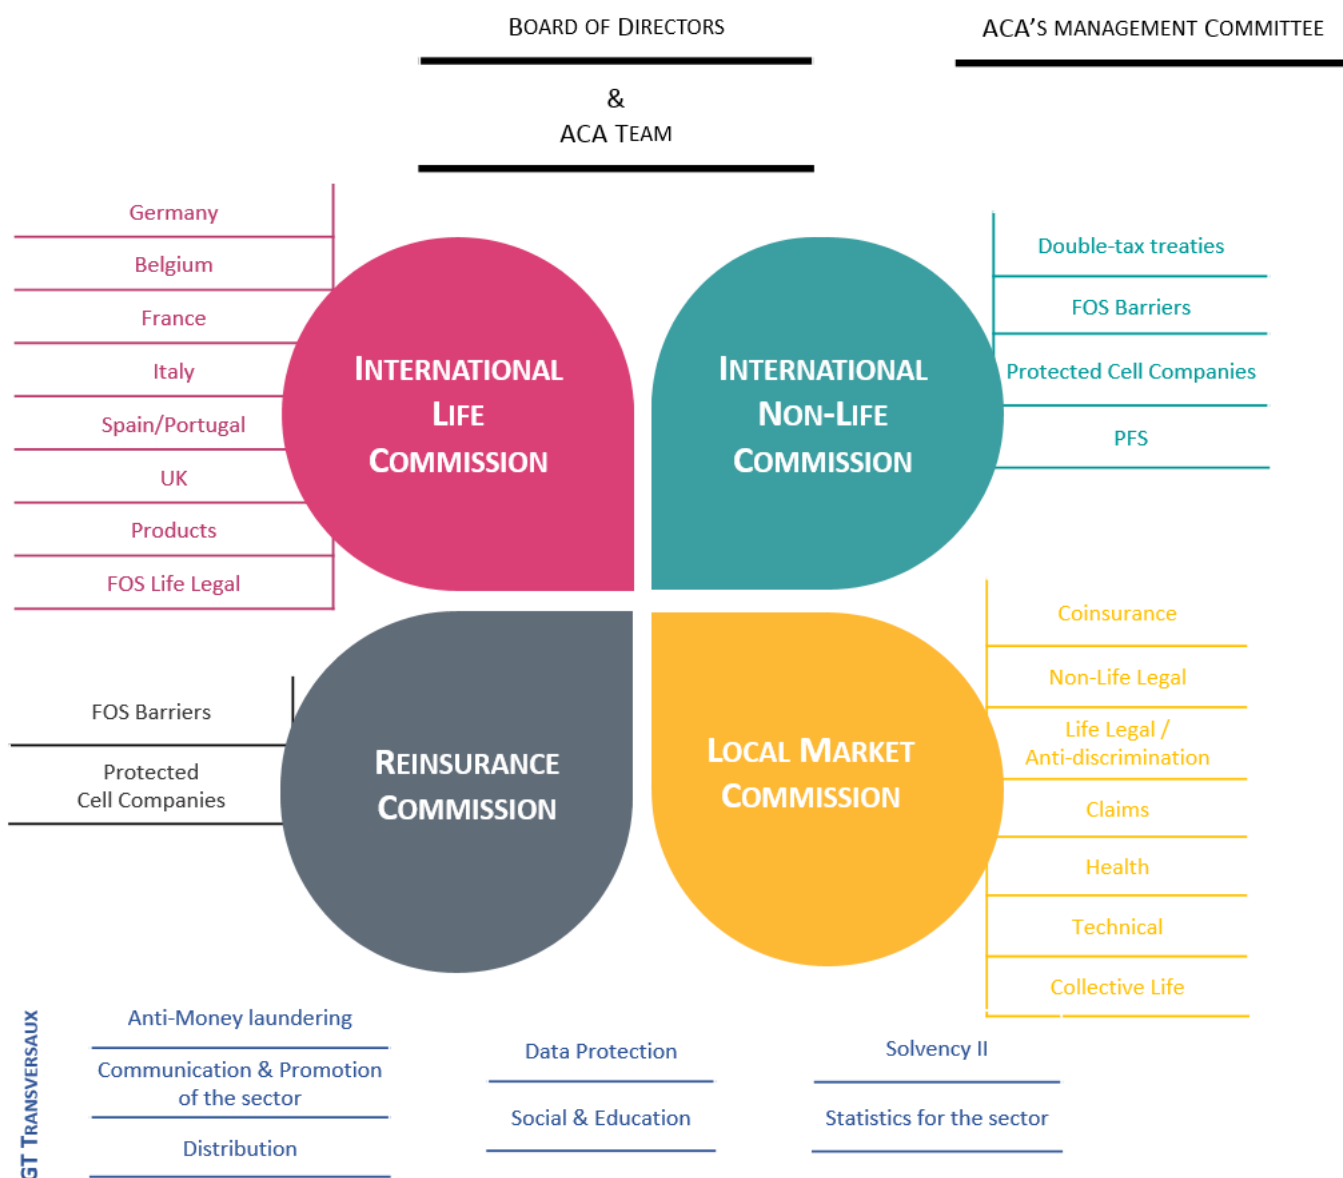 BOARD OF DIRECTORS
ACA'S MANAGEMENT COMMITTEE
&
ACA TEAM
Germany
Belgium
France
Italy
Spain/Portugal
UK
Products
FOS Life Legal
INTERNATIONAL
LIFE
COMMISSION
INTERNATIONAL
NON-LIFE
COMMISSION
Double-tax treaties
FOS Barriers
Protected Cell Companies
PFS
FOS Barriers
Protected
Cell Companies
REINSURANCE
COMMISSION
LOCAL MARKET
COMMISSION
Coinsurance
Non-Life Legal
Life Legal /
Anti-discrimination
Claims
Health
Technical
Collective Life
GT TRANSVERSAUX
Anti-Money laundering
Communication & Promotion
of the sector
Distribution
Data Protection
Social & Education
Solvency II
Statistics for the sector